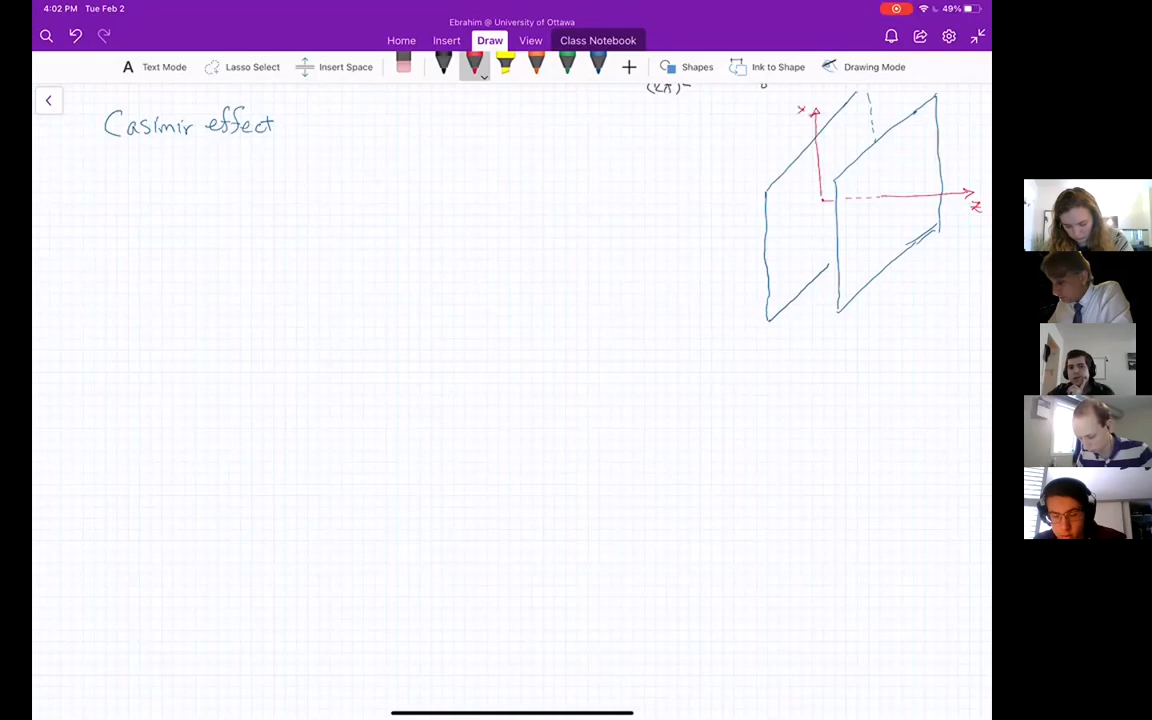 4:02 PM Tue Feb 2
49%
Ebrahim @ University of Ottawa
Home Insert Draw View Class Notebook
A Text Mode Lasso Select Insert Space Shapes Ink to Shape Drawing Mode
Casimir effect
x
z